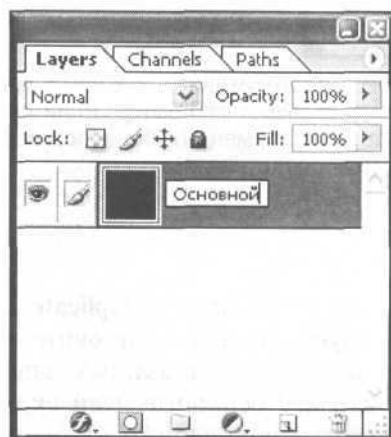 Layers Channels Paths
Normal Opacity: 100%
Lock: Fill: 100%
Основной